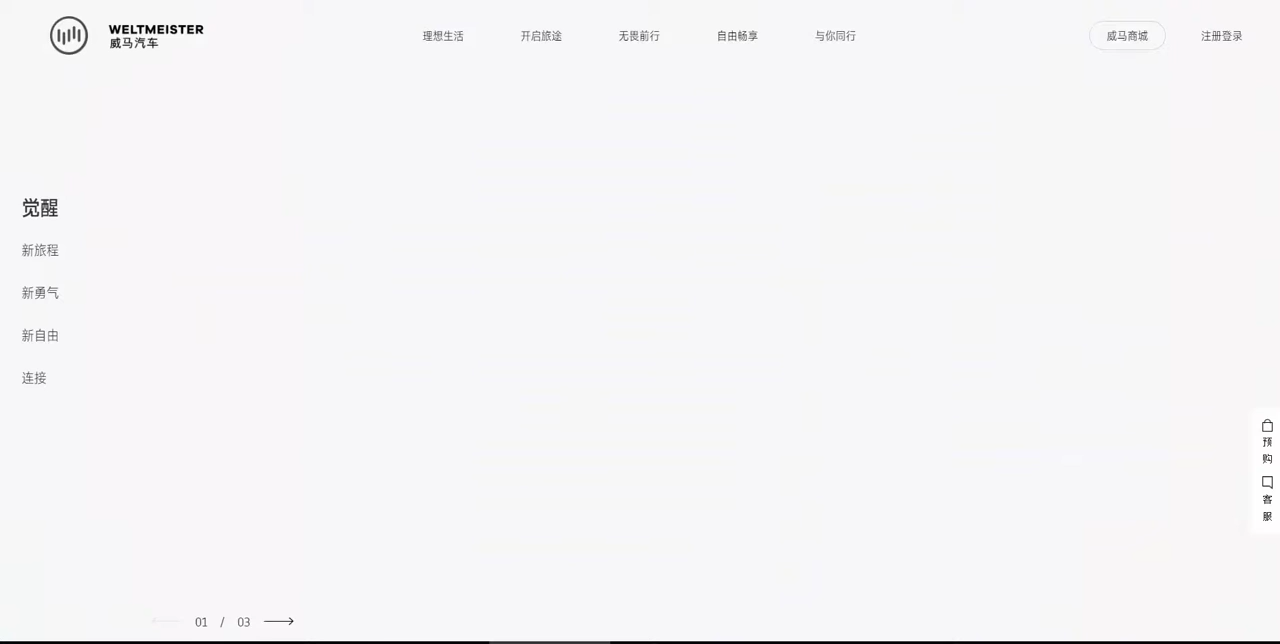 WELTMEISTER
威马汽车
理想生活 开启旅途 无畏前行 自由畅享 与你同行 威马商城 注册登录
觉醒
新旅程
新勇气
新自由
连接
预
购
客
服
01 / 03